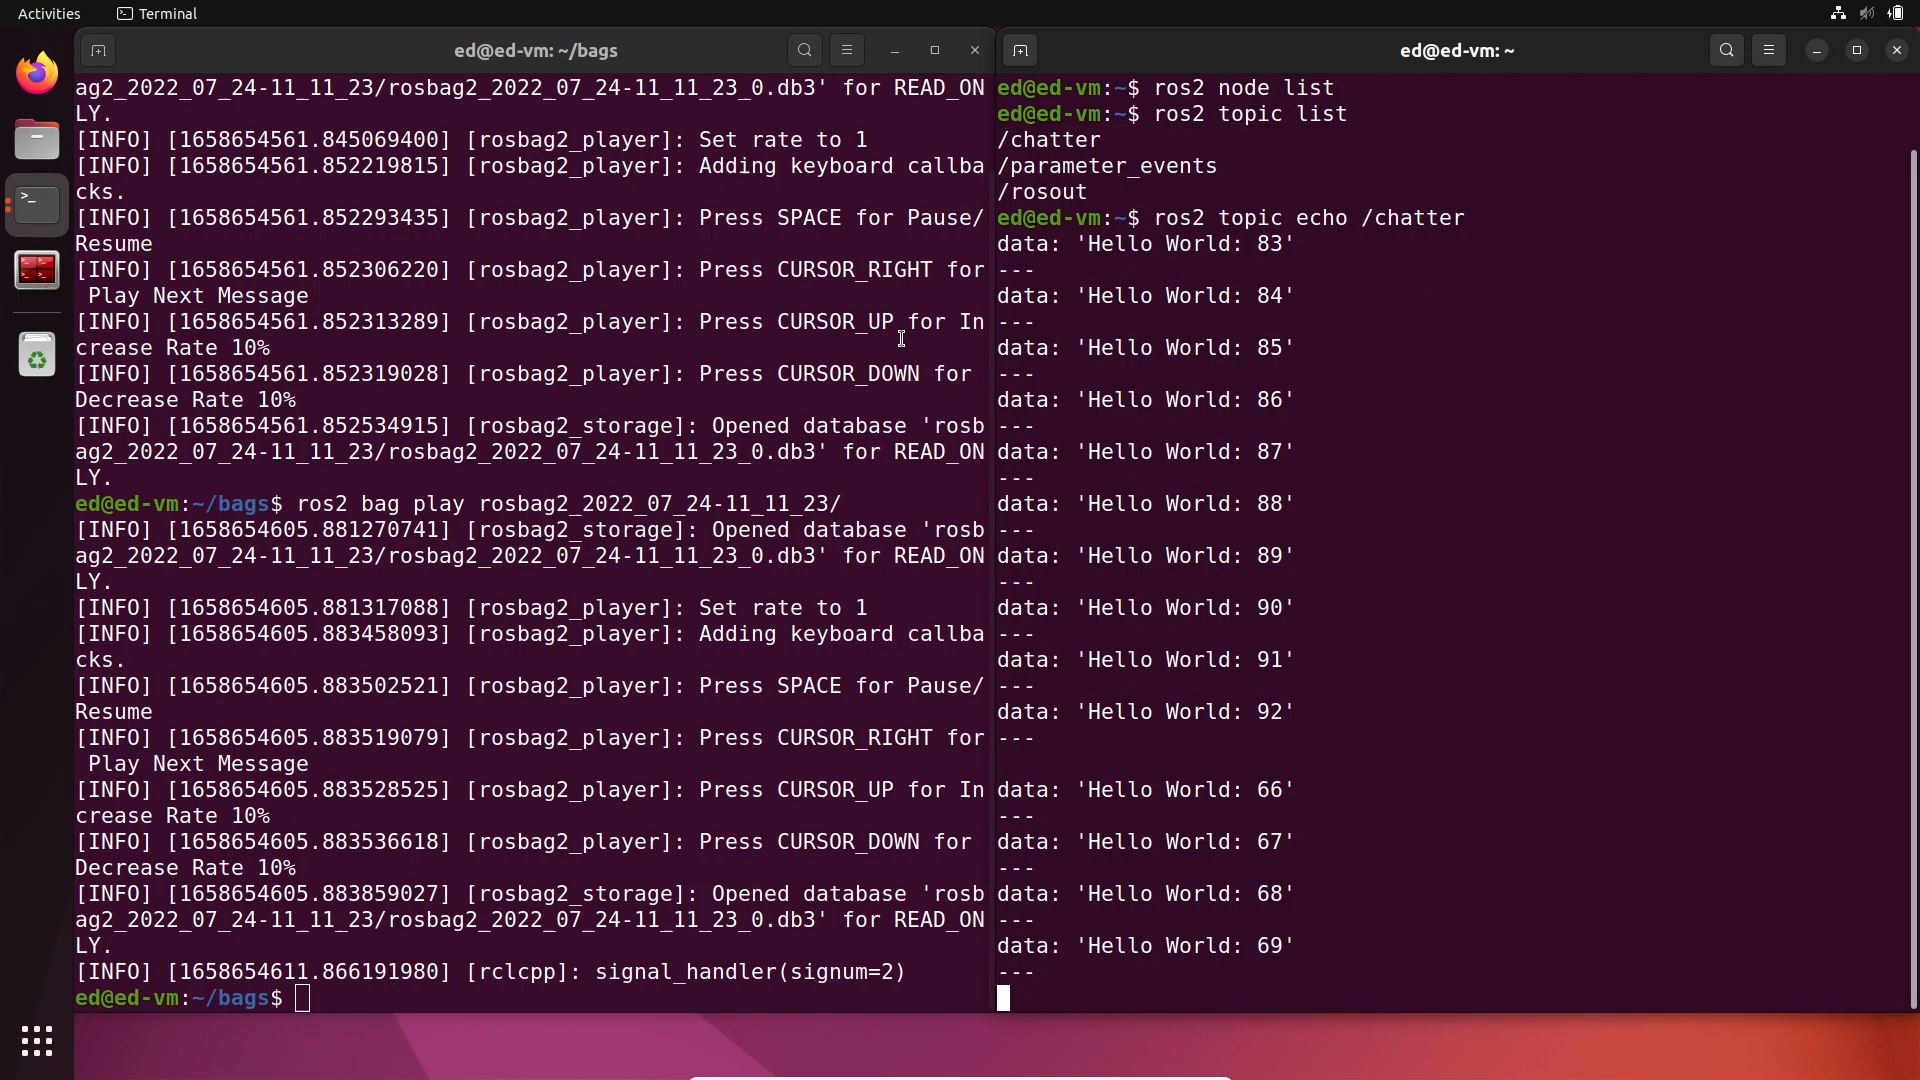 Activities
Terminal
ed@ed-vm: ~/bags
ag2_2022_07_24-11_11_23/rosbag2_2022_07_24-11_11_23_0.db3' for READ_ON
LY.
[INFO] [1658654561.845069400] [rosbag2_player]: Set rate to 1
[INFO] [1658654561.852219815] [rosbag2_player]: Adding keyboard callba
cks.
[INFO] [1658654561.852293435] [rosbag2_player]: Press SPACE for Pause/
Resume
[INFO] [1658654561.852306220] [rosbag2_player]: Press CURSOR_RIGHT for
 Play Next Message
[INFO] [1658654561.852313289] [rosbag2_player]: Press CURSOR_UP for In
crease Rate 10%
[INFO] [1658654561.852319028] [rosbag2_player]: Press CURSOR_DOWN for
Decrease Rate 10%
[INFO] [1658654561.852534915] [rosbag2_storage]: Opened database 'rosb
ag2_2022_07_24-11_11_23/rosbag2_2022_07_24-11_11_23_0.db3' for READ_ON
LY.
ed@ed-vm:~/bags$ ros2 bag play rosbag2_2022_07_24-11_11_23/
[INFO] [1658654605.881270741] [rosbag2_storage]: Opened database 'rosb
ag2_2022_07_24-11_11_23/rosbag2_2022_07_24-11_11_23_0.db3' for READ_ON
LY.
[INFO] [1658654605.881317088] [rosbag2_player]: Set rate to 1
[INFO] [1658654605.883458093] [rosbag2_player]: Adding keyboard callba
cks.
[INFO] [1658654605.883502521] [rosbag2_player]: Press SPACE for Pause/
Resume
[INFO] [1658654605.883519079] [rosbag2_player]: Press CURSOR_RIGHT for
 Play Next Message
[INFO] [1658654605.883528525] [rosbag2_player]: Press CURSOR_UP for In
crease Rate 10%
[INFO] [1658654605.883536618] [rosbag2_player]: Press CURSOR_DOWN for
Decrease Rate 10%
[INFO] [1658654605.883859027] [rosbag2_storage]: Opened database 'rosb
ag2_2022_07_24-11_11_23/rosbag2_2022_07_24-11_11_23_0.db3' for READ_ON
LY.
[INFO] [1658654611.866191980] [rclcpp]: signal_handler(signum=2)
ed@ed-vm:~/bags$
ed@ed-vm: ~
ed@ed-vm:~$ ros2 node list
ed@ed-vm:~$ ros2 topic list
/chatter
/parameter_events
/rosout
ed@ed-vm:~$ ros2 topic echo /chatter
data: 'Hello World: 83'
---
data: 'Hello World: 84'
---
data: 'Hello World: 85'
---
data: 'Hello World: 86'
---
data: 'Hello World: 87'
---
data: 'Hello World: 88'
---
data: 'Hello World: 89'
---
data: 'Hello World: 90'
---
data: 'Hello World: 91'
---
data: 'Hello World: 92'
---
data: 'Hello World: 66'
---
data: 'Hello World: 67'
---
data: 'Hello World: 68'
---
data: 'Hello World: 69'
---